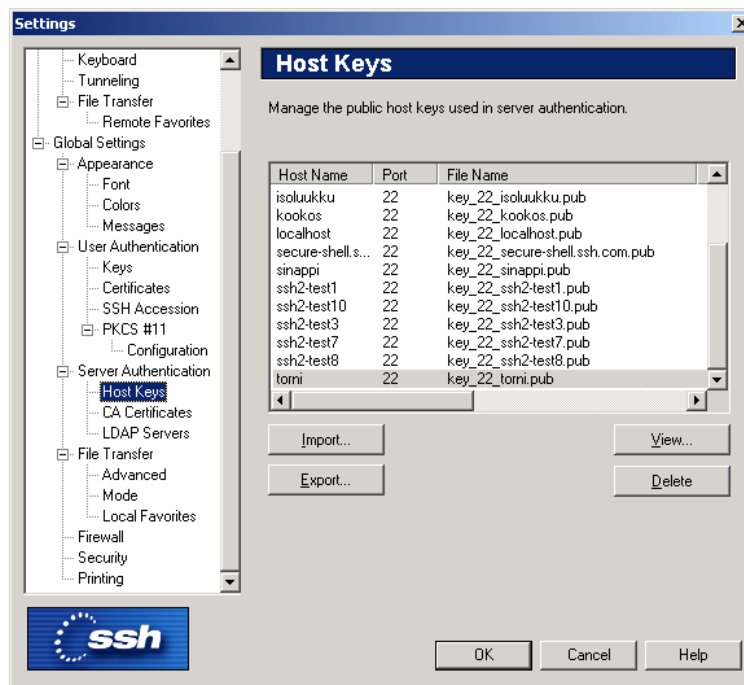 Settings
Keyboard
Tunneling
File Transfer
Remote Favorites
Global Settings
Appearance
Font
Colors
Messages
User Authentication
Keys
Certificates
SSH Accession
PKCS #11
Configuration
Server Authentication
Host Keys
CA Certificates
LDAP Servers
File Transfer
Advanced
Mode
Local Favorites
Firewall
Security
Printing
ssh
Host Keys
Manage the public host keys used in server authentication.
Host Name Port File Name
isoluukku 22 key_22_isoluukku.pub
kookos 22 key_22_kookos.pub
localhost 22 key_22_localhost.pub
secure-shell.s... 22 key_22_secure-shell.ssh.com.pub
sinappi 22 key_22_sinappi.pub
ssh2-test1 22 key_22_ssh2-test1.pub
ssh2-test10 22 key_22_ssh2-test10.pub
ssh2-test3 22 key_22_ssh2-test3.pub
ssh2-test7 22 key_22_ssh2-test7.pub
ssh2-test8 22 key_22_ssh2-test8.pub
torni 22 key_22_torni.pub
Import... View...
Export... Delete
OK Cancel Help